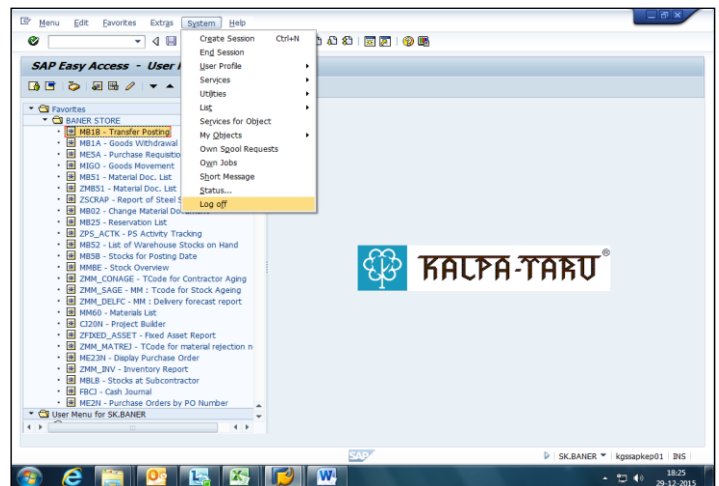 Menu Edit Favorites Extras System Help
Create Session Ctrl+N
End Session
User Profile
Services
Utilities
List
Services for Object
My Objects
Own Spool Requests
Own Jobs
Short Message
Status...
Log off
SAP Easy Access - User
Favorites
BANER STORE
MB1B - Transfer Posting
MB1A - Goods Withdrawal
ME5A - Purchase Requisitio
MIGO - Goods Movement
MB51 - Material Doc. List
ZMB51 - Material Doc. List
ZSCRAP - Report of Steel S
MB02 - Change Material Do
MB25 - Reservation List
ZPS_ACTK - PS Activity Tracking
MB52 - List of Warehouse Stocks on Hand
MB5B - Stocks for Posting Date
MMBE - Stock Overview
ZMM_CONAGE - TCode for Contractor Aging
ZMM_SAGE - MM : Tcode for Stock Ageing
ZMM_DELFC - MM : Delivery forecast report
MM60 - Materials List
CJ20N - Project Builder
ZFIXED_ASSET - Fixed Asset Report
ZMM_MATREJ - TCode for material rejection n
ME23N - Display Purchase Order
ZMM_INV - Inventory Report
MBLB - Stocks at Subcontractor
FBCJ - Cash Journal
ME2N - Purchase Orders by PO Number
User Menu for SK.BANER
KALPA-TARU®
SAP
SK.BANER kgssapkep01 INS
18:25
29-12-2015